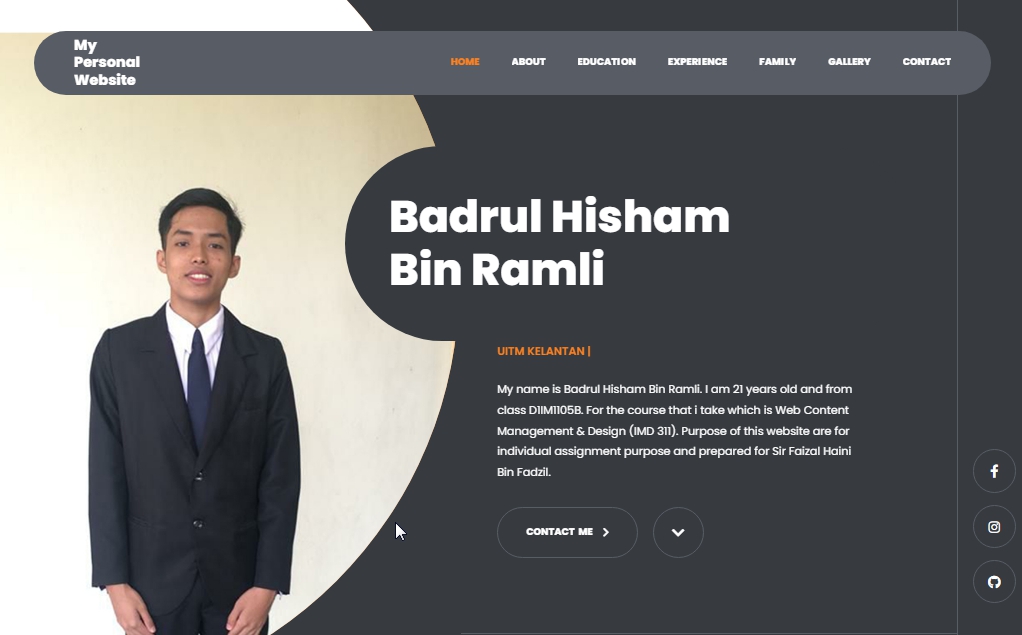 My
Personal
Website
HOME ABOUT EDUCATION EXPERIENCE FAMILY GALLERY CONTACT
Badrul Hisham
Bin Ramli
UITM KELANTAN |
My name is Badrul Hisham Bin Ramli. I am 21 years old and from
class D1IM1105B. For the course that i take which is Web Content
Management & Design (IMD 311). Purpose of this website are for
individual assignment purpose and prepared for Sir Faizal Haini
Bin Fadzil.
CONTACT ME